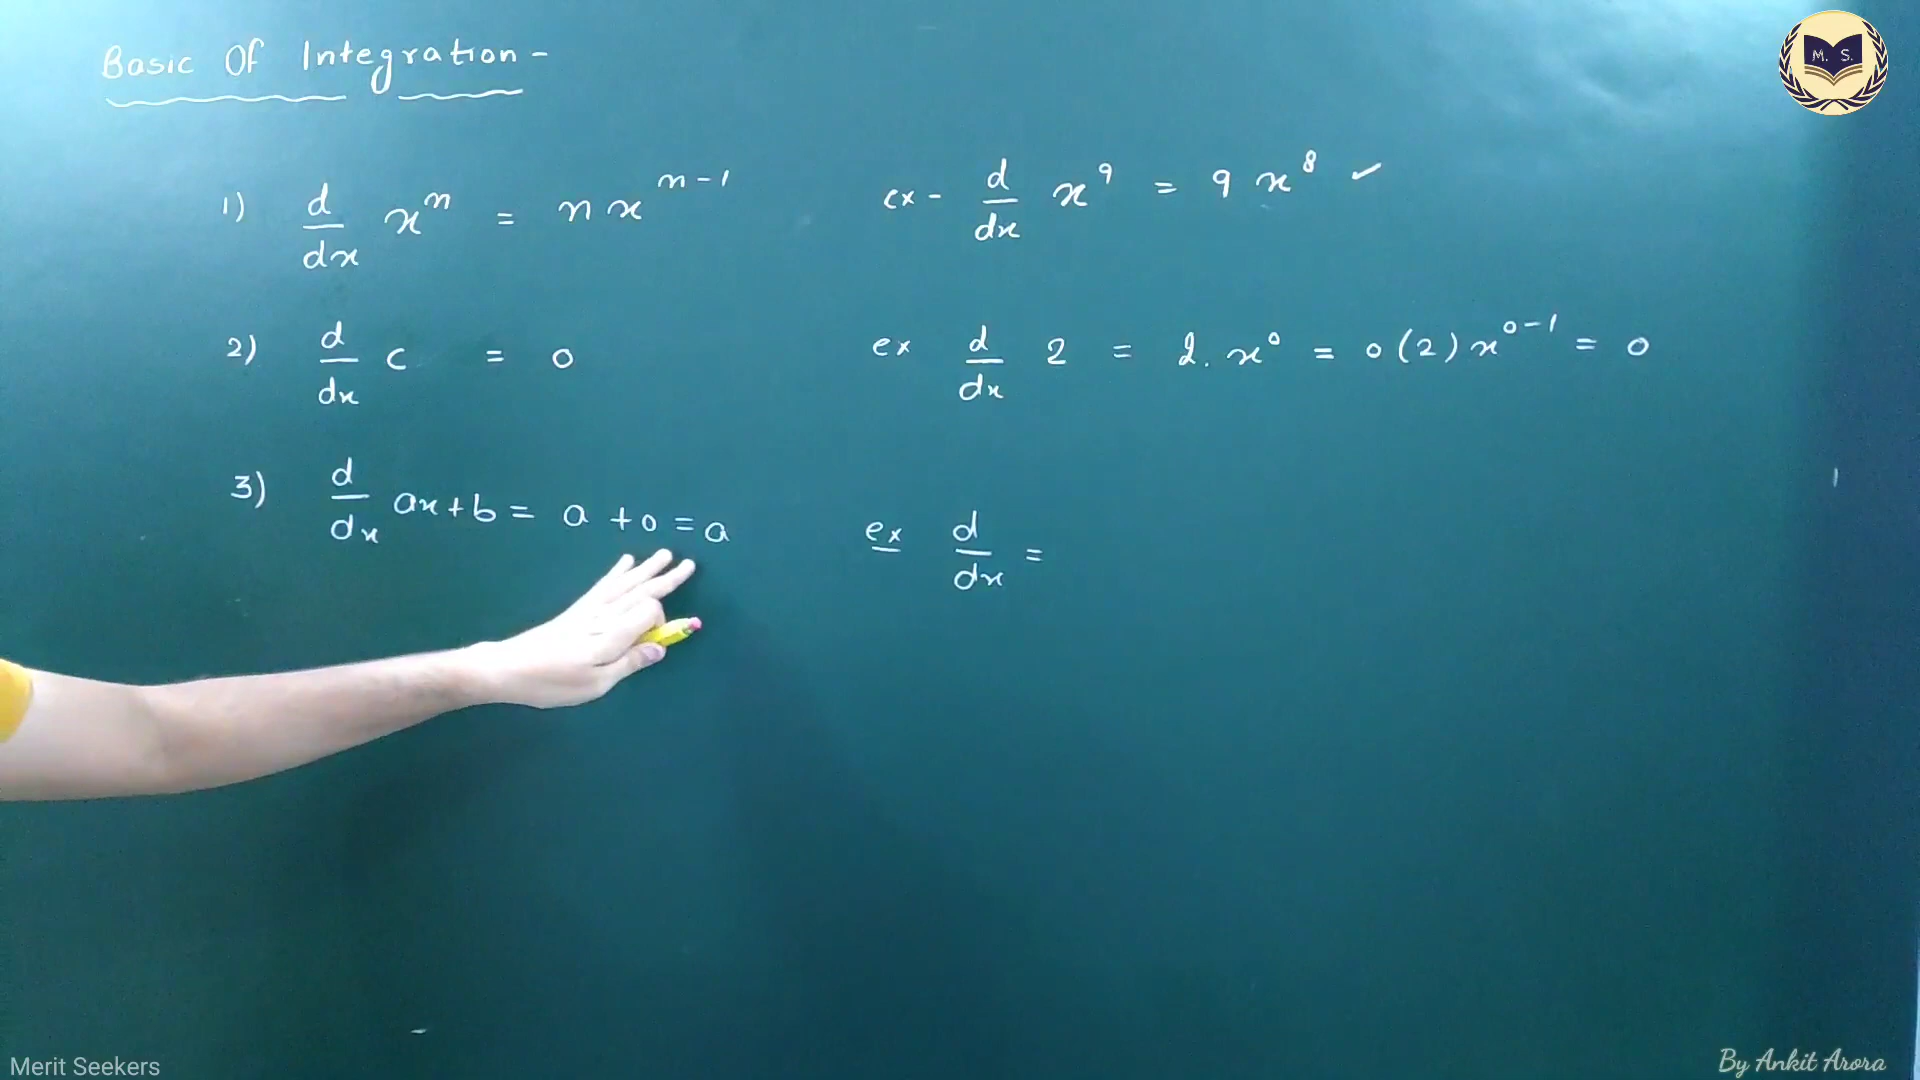 Basic Of Integration -
M. S.
1) d/dx x^n = n x^{n-1}
ex - d/dx x^9 = 9 x^8 ✓
2) d/dx c = 0
ex d/dx 2 = 2. x^0 = 0(2) x^{0-1} = 0
3) d/dx ax+b = a + 0 = a
ex d/dx =
Merit Seekers
By Ankit Arora